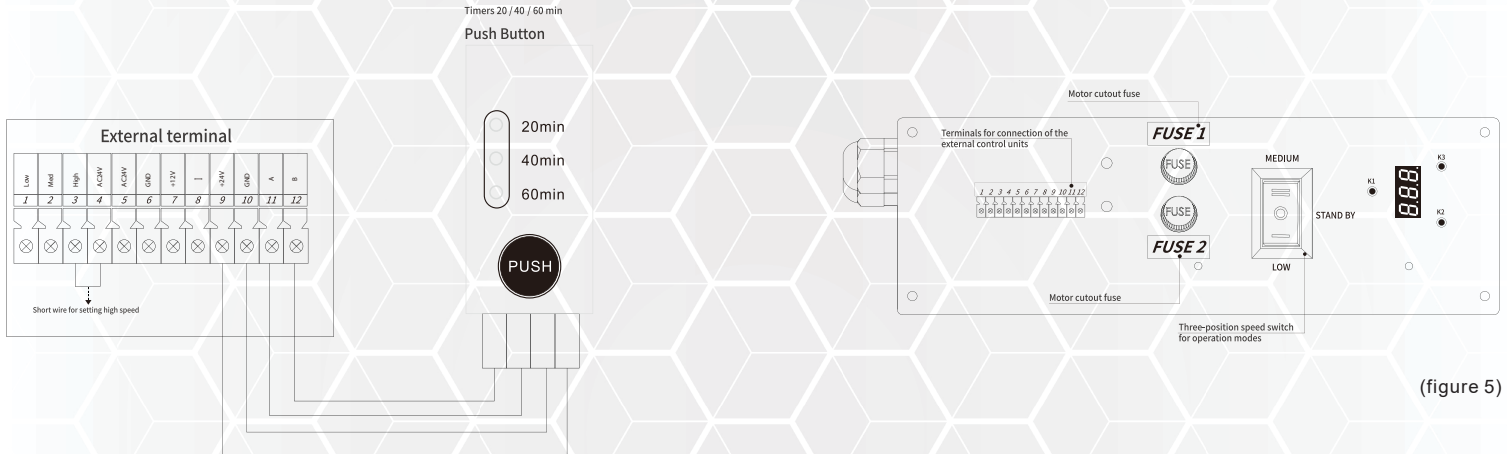 Timers 20 / 40 / 60 min
Push Button
20min
40min
60min
PUSH
External terminal
Low Med High AC24V AC24V GND +12V +24V GND A B
1 2 3 4 5 6 7 8 9 10 11 12
Short wire for setting high speed
Motor cutout fuse
FUSE 1
Terminals for connection of the
external control units
1 2 3 4 5 6 7 8 9 10 11 12
FUSE
FUSE
FUSE 2
Motor cutout fuse
MEDIUM
STAND BY
LOW
Three-position speed switch
for operation modes
K1
8.8.8.
K3
K2
(figure 5)